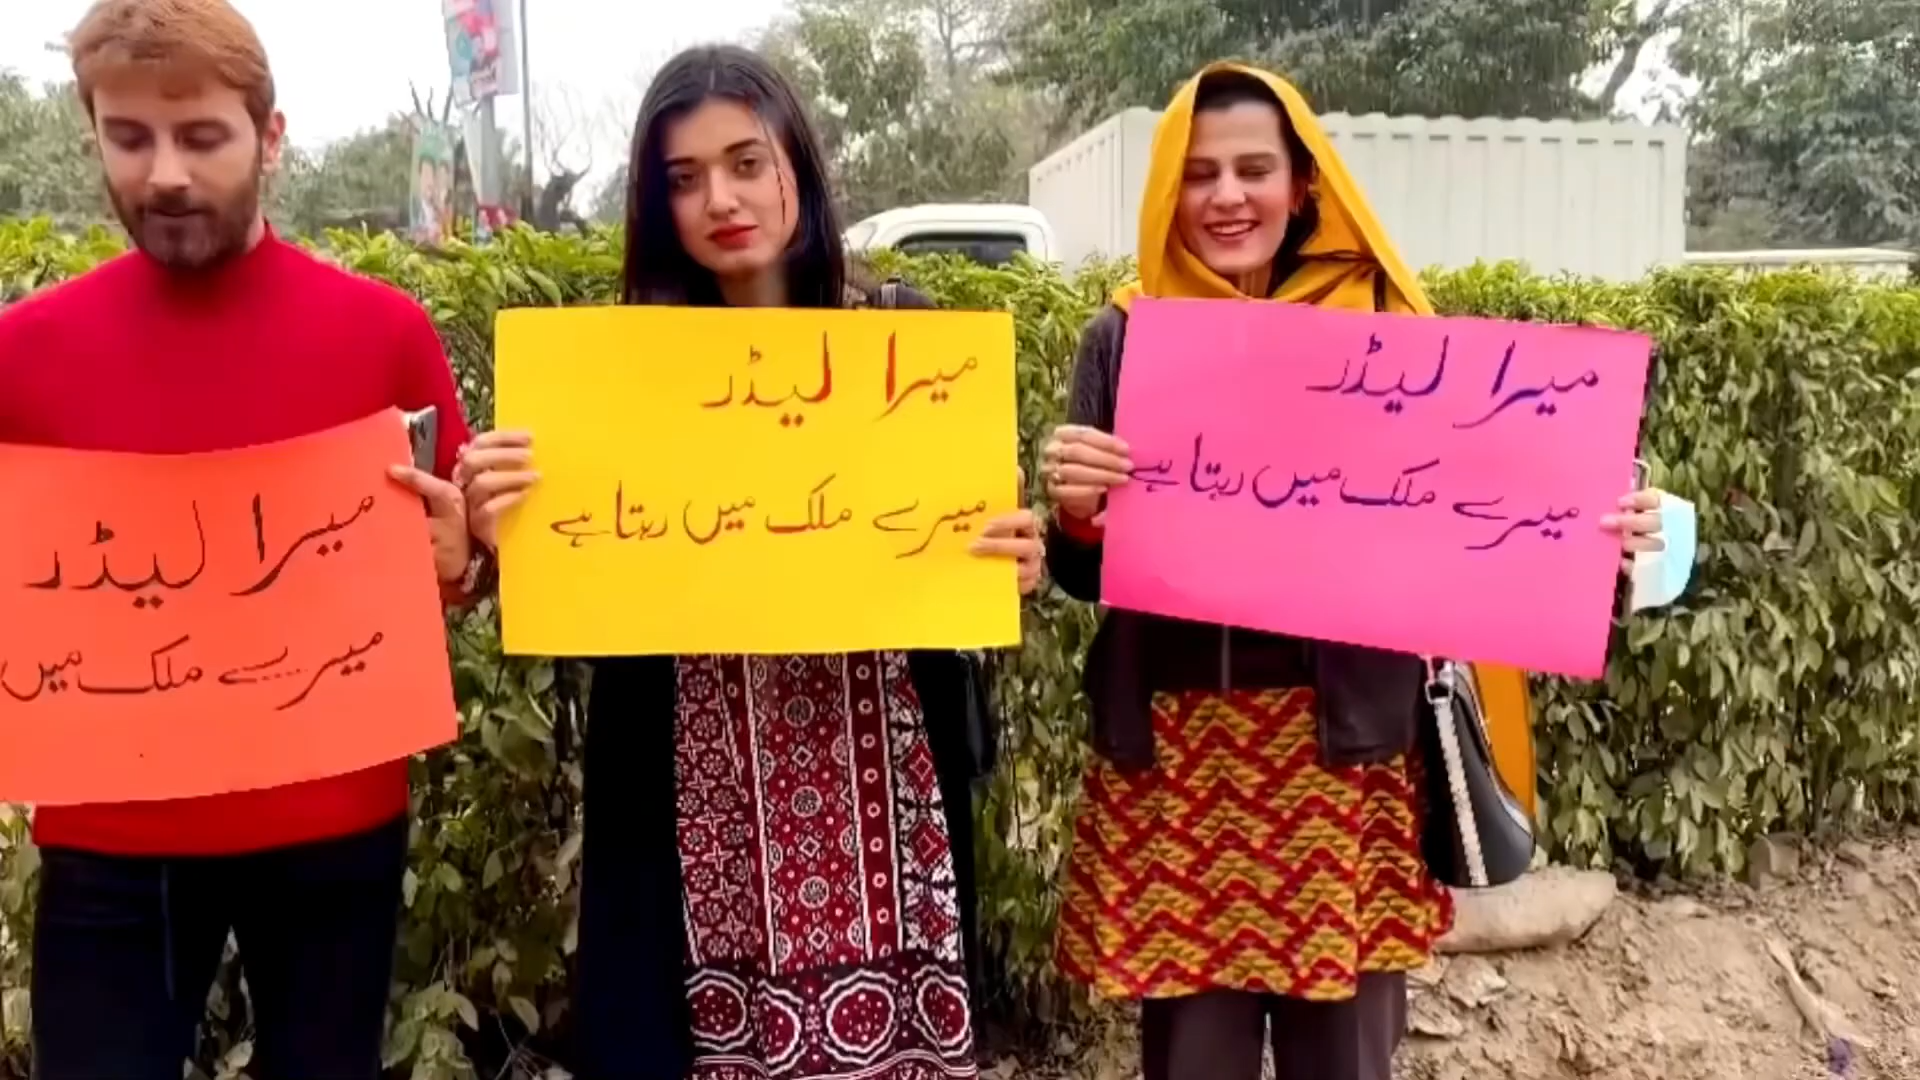 میرا لیڈر
میرے ملک میں
میرا لیڈر
میرے ملک میں رہتا ہے
میرا لیڈر
میرے ملک میں رہتا ہے